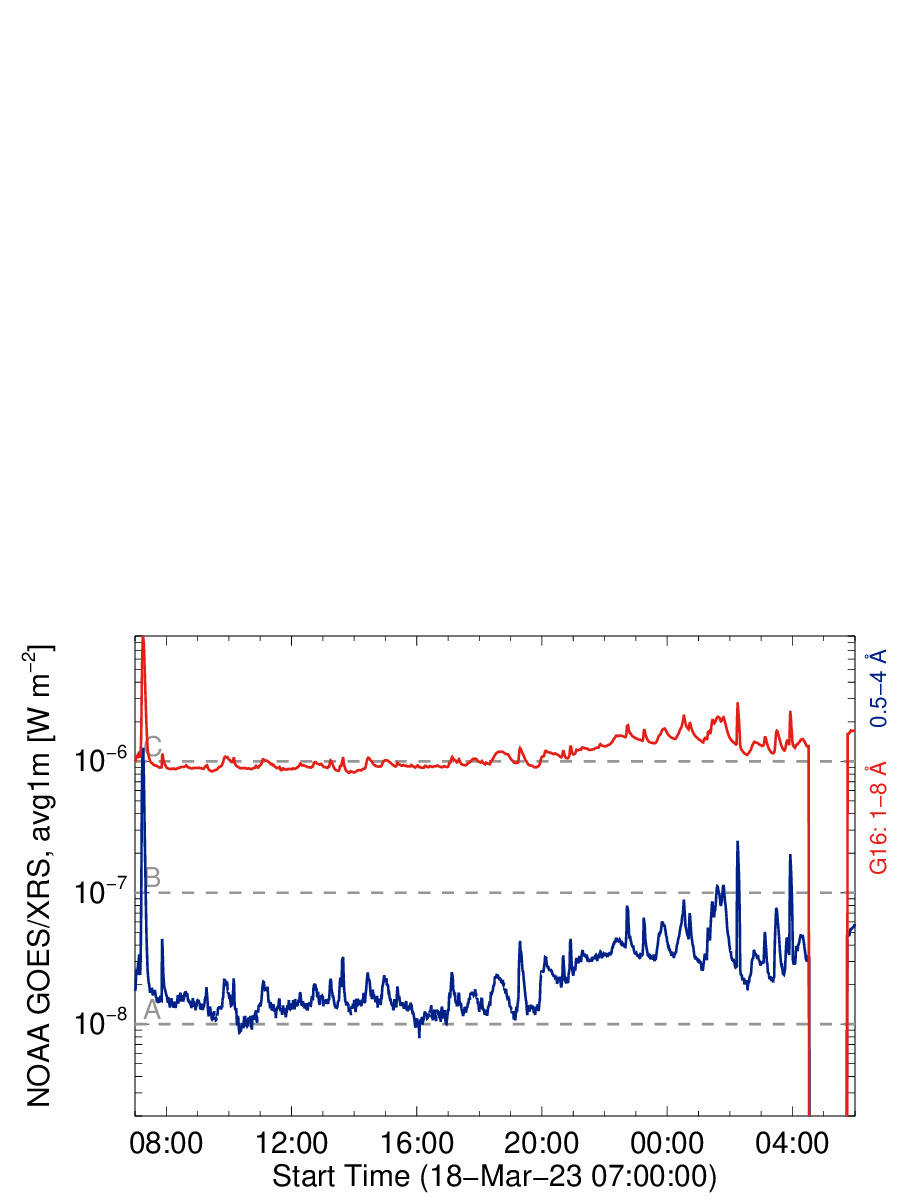 NOAA GOES/XRS, avg1m [W m−2]
10−6
10−7
10−8
C
B
A
08:00 12:00 16:00 20:00 00:00 04:00
Start Time (18−Mar−23 07:00:00)
G16: 1−8 Å
0.5−4 Å